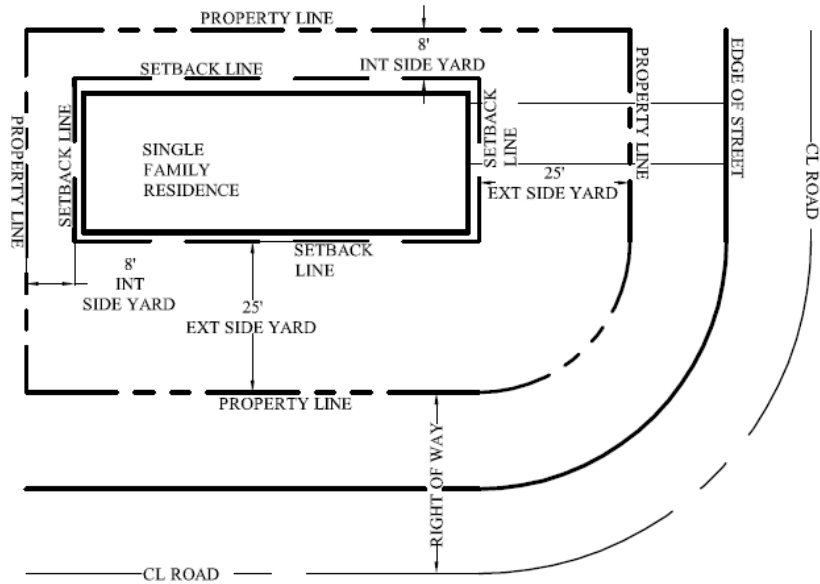 PROPERTY LINE
8'
INT SIDE YARD
SETBACK LINE
EDGE OF STREET
PROPERTY LINE
SETBACK
LINE
PROPERTY LINE
SETBACK LINE
SINGLE
FAMILY
RESIDENCE
CL ROAD
25'
EXT SIDE YARD
SETBACK
LINE
8'
INT
SIDE YARD
25'
EXT SIDE YARD
PROPERTY LINE
RIGHT OF WAY
CL ROAD